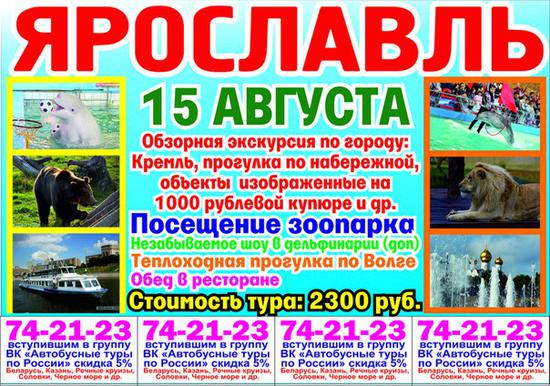 ЯРОСЛАВЛЬ
15 АВГУСТА
Обзорная экскурсия по городу:
Кремль, прогулка по набережной,
объекты изображенные на
1000 рублевой купюре и др.
Посещение зоопарка
Незабываемое шоу в дельфинарии (доп)
Теплоходная прогулка по Волге
Обед в ресторане
Стоимость тура: 2300 руб.
74-21-23
вступившим в группу
ВК «Автобусные туры
по России» скидка 5%
Беларусь, Казань, Речные круизы,
Соловки, Черное море и др.
74-21-23
вступившим в группу
ВК «Автобусные туры
по России» скидка 5%
Беларусь, Казань, Речные круизы,
Соловки, Черное море и др.
74-21-23
вступившим в группу
ВК «Автобусные туры
по России» скидка 5%
Беларусь, Казань, Речные круизы,
Соловки, Черное море и др.
74-21-23
вступившим в группу
ВК «Автобусные туры
по России» скидка 5%
Беларусь, Казань, Речные круизы,
Соловки, Черное море и др.